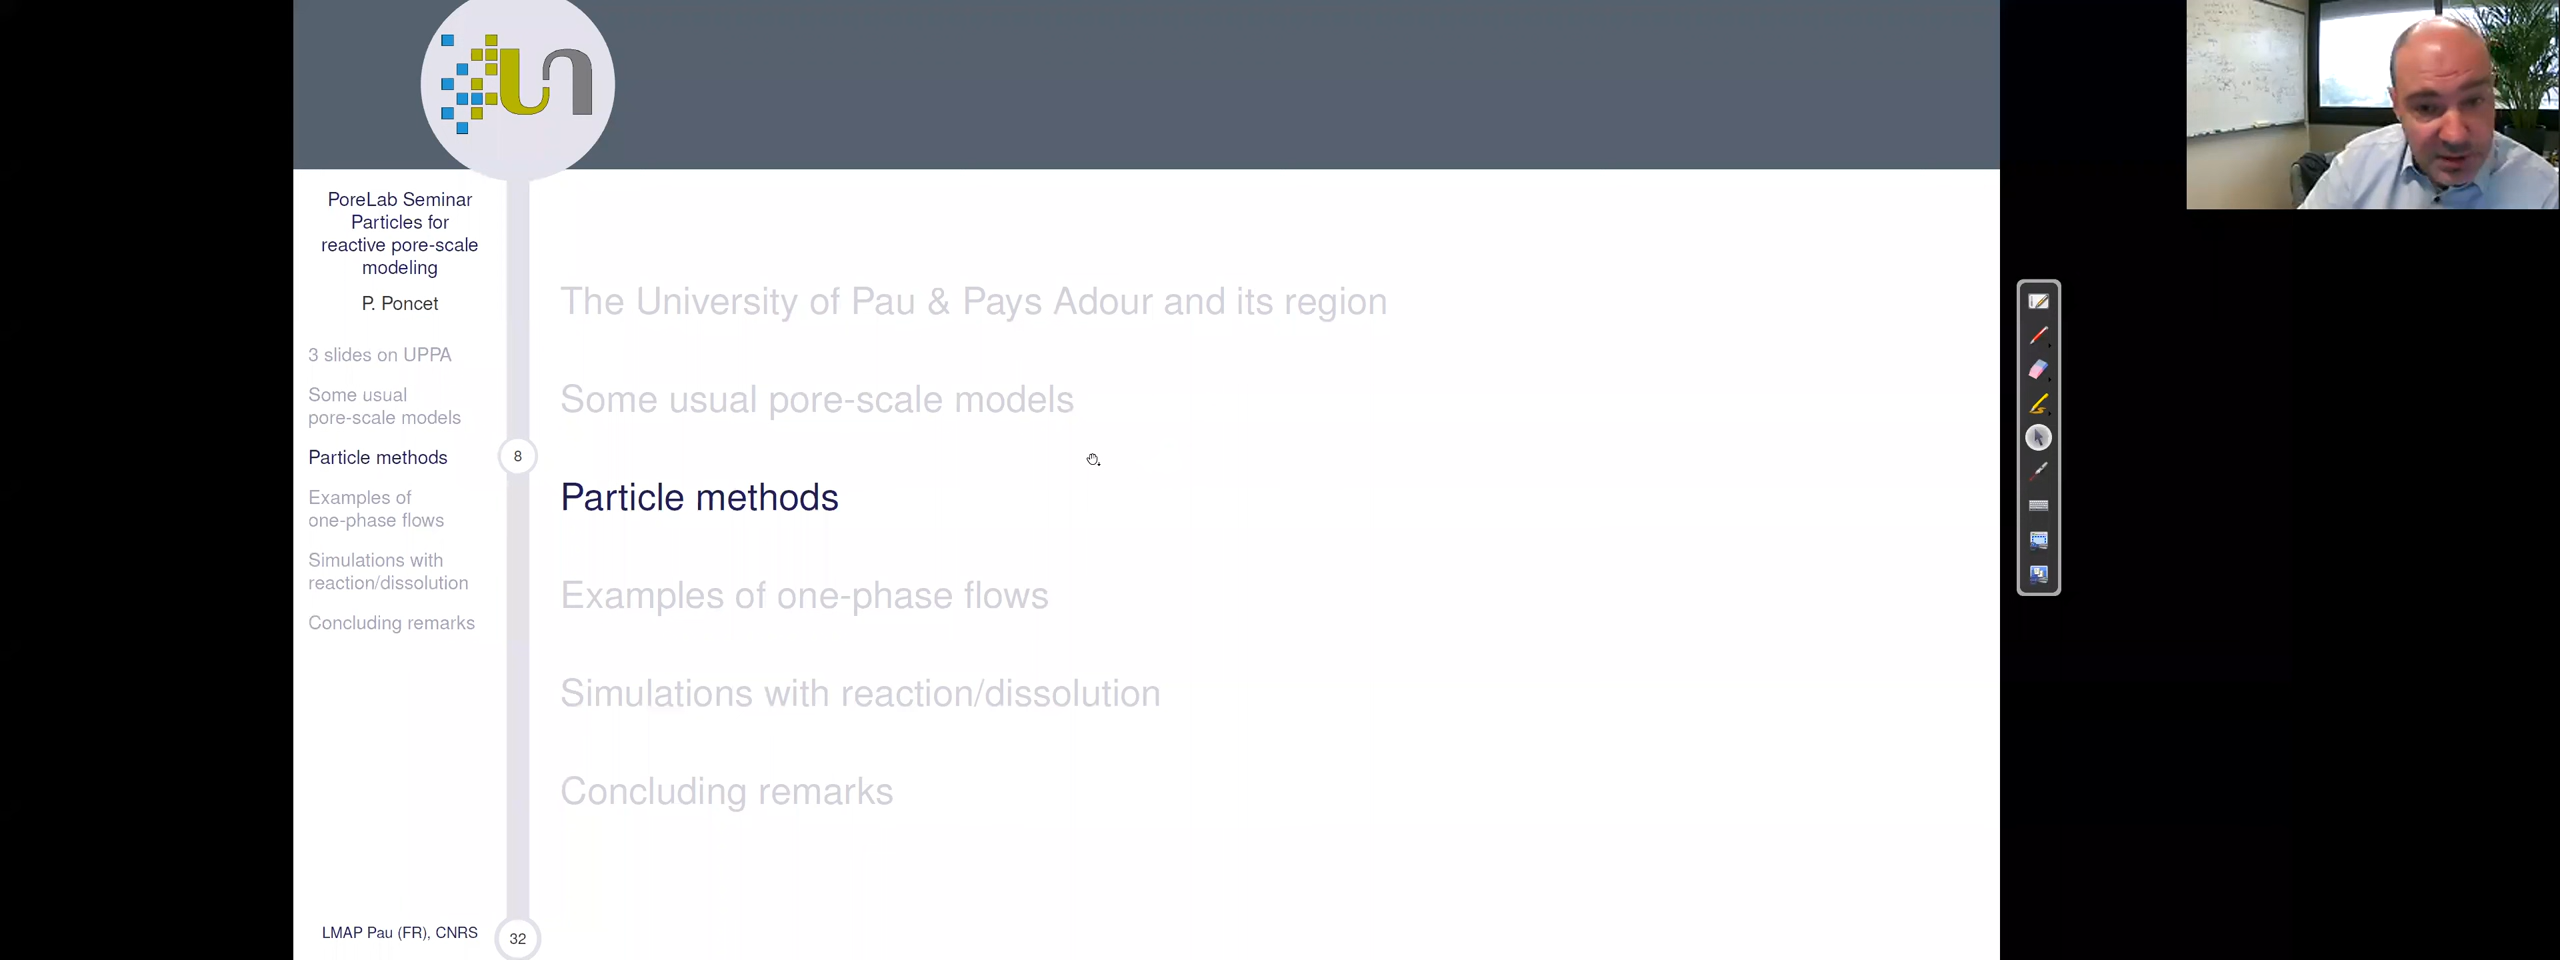 PoreLab Seminar
Particles for
reactive pore-scale
modeling
P. Poncet
3 slides on UPPA
Some usual
pore-scale models
Particle methods
Examples of
one-phase flows
Simulations with
reaction/dissolution
Concluding remarks
LMAP Pau (FR), CNRS
8
32
The University of Pau & Pays Adour and its region
Some usual pore-scale models
Particle methods
Examples of one-phase flows
Simulations with reaction/dissolution
Concluding remarks